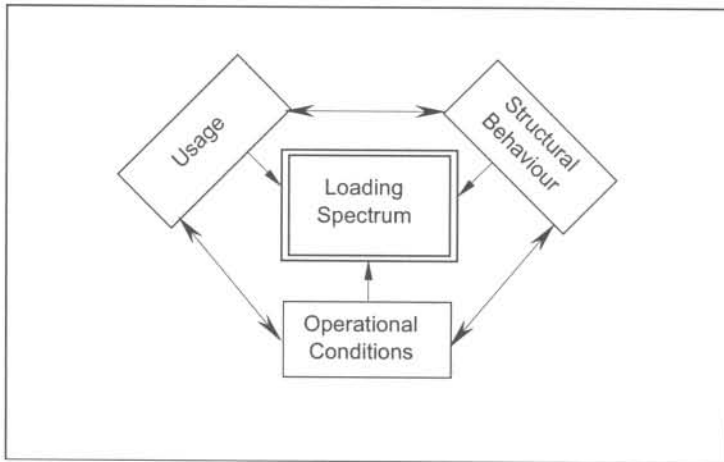 Usage
Structural
Behaviour
Loading
Spectrum
Operational
Conditions